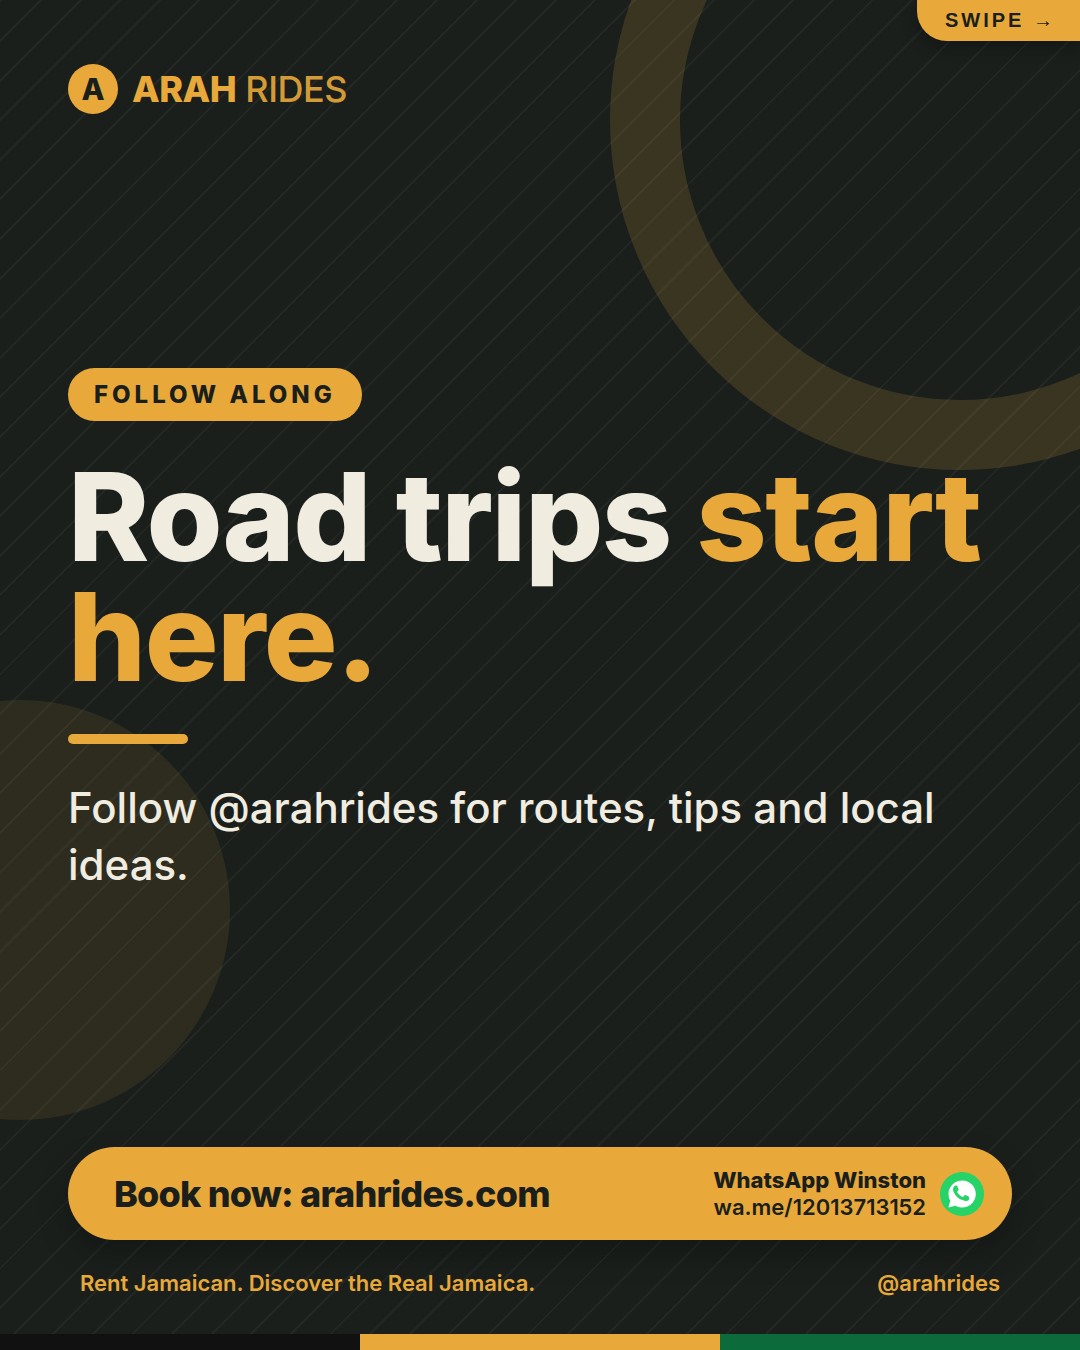 SWIPE →
A ARAH RIDES
FOLLOW ALONG
Road trips start
here.
Follow @arahrides for routes, tips and local
ideas.
Book now: arahrides.com
WhatsApp Winston
wa.me/12013713152
Rent Jamaican. Discover the Real Jamaica.
@arahrides